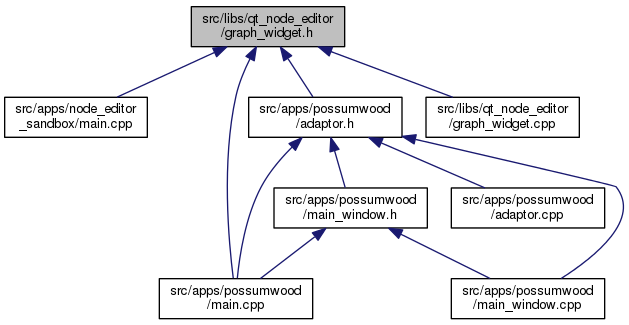 src/libs/qt_node_editor
/graph_widget.h
src/apps/node_editor
_sandbox/main.cpp
src/apps/possumwood
/adaptor.h
src/libs/qt_node_editor
/graph_widget.cpp
src/apps/possumwood
/main_window.h
src/apps/possumwood
/adaptor.cpp
src/apps/possumwood
/main.cpp
src/apps/possumwood
/main_window.cpp